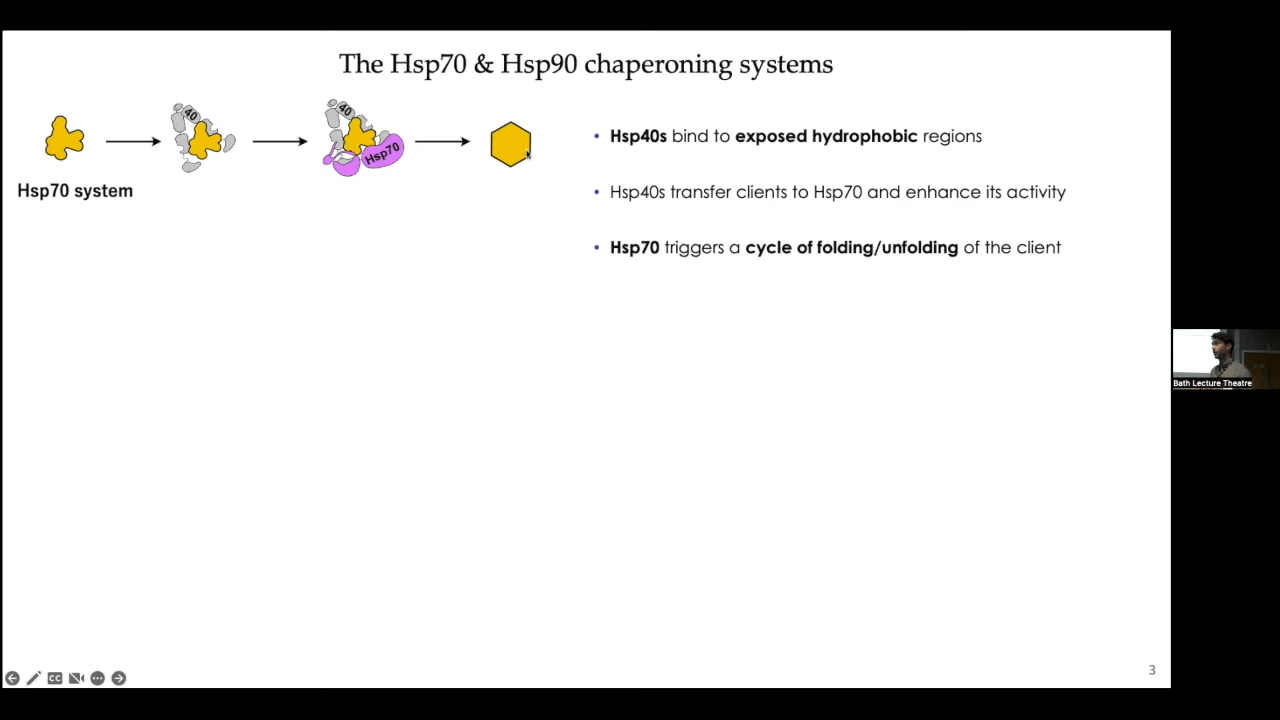 The Hsp70 & Hsp90 chaperoning systems
40
40
Hsp70
Hsp70 system
• Hsp40s bind to exposed hydrophobic regions
• Hsp40s transfer clients to Hsp70 and enhance its activity
• Hsp70 triggers a cycle of folding/unfolding of the client
Bath Lecture Theatre
CC
3